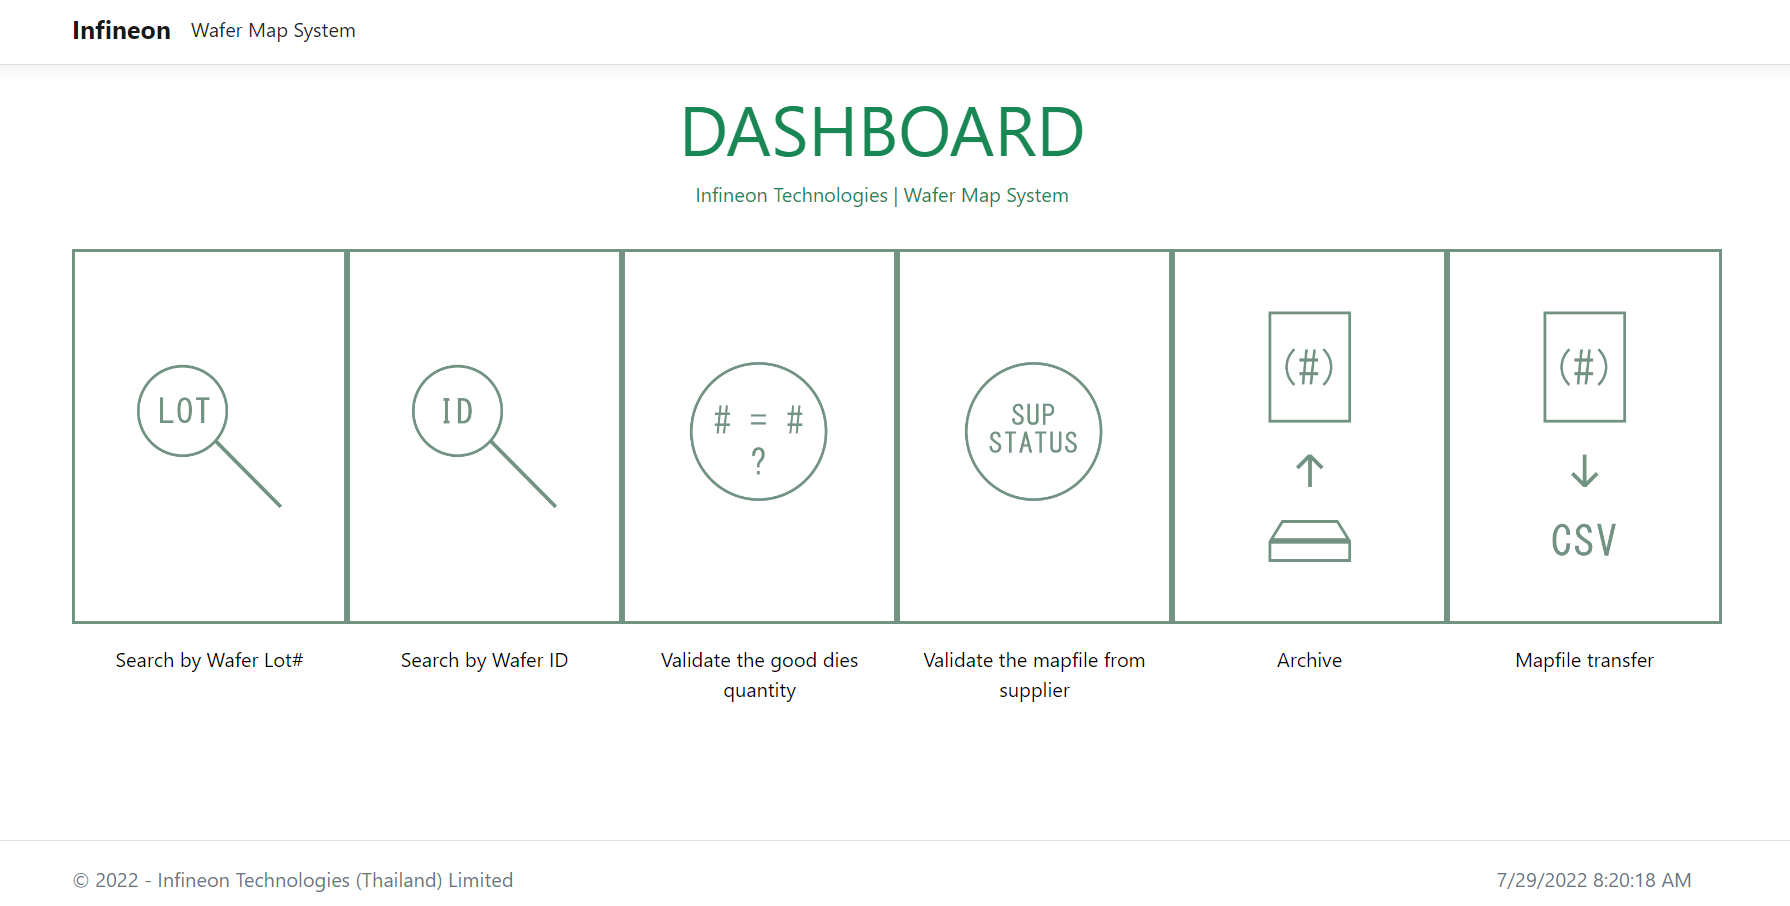 Infineon Wafer Map System
DASHBOARD
Infineon Technologies | Wafer Map System
LOT
ID
# = #
?
SUP
STATUS
(#)
↑
(#)
↓
CSV
Search by Wafer Lot#
Search by Wafer ID
Validate the good dies
quantity
Validate the mapfile from
supplier
Archive
Mapfile transfer
© 2022 - Infineon Technologies (Thailand) Limited
7/29/2022 8:20:18 AM